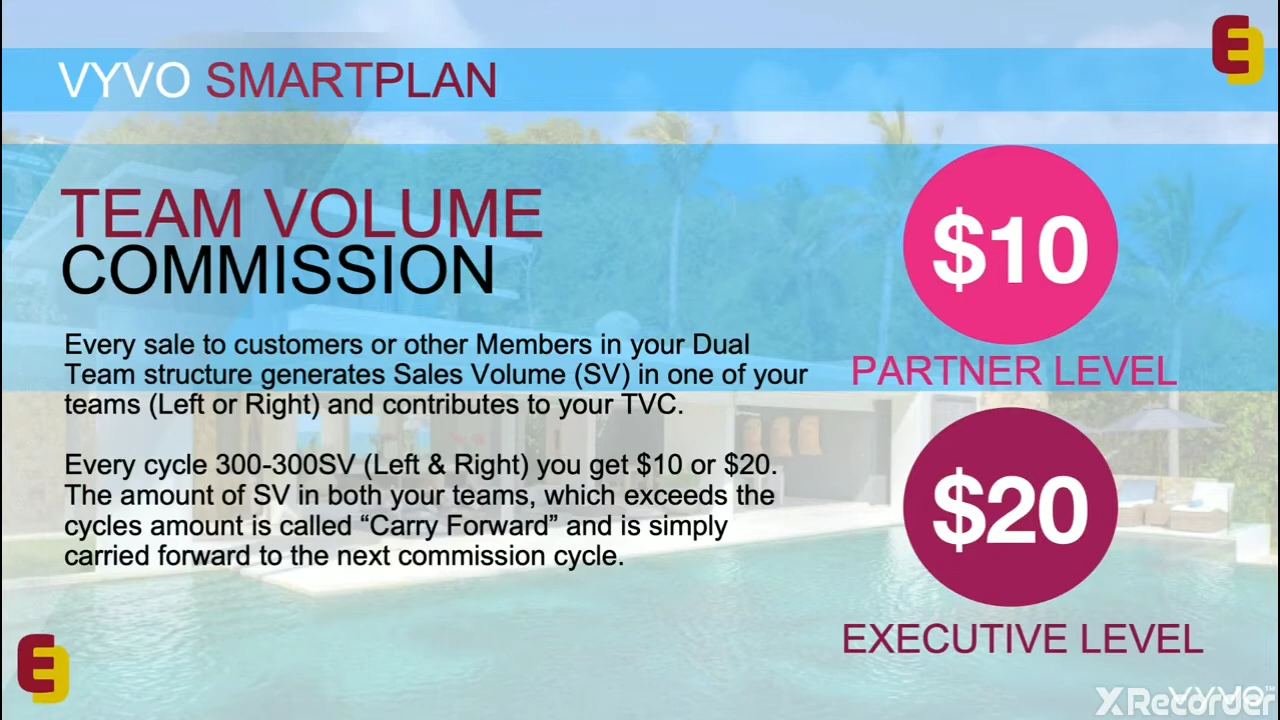 VYVO SMARTPLAN
TEAM VOLUME
COMMISSION
Every sale to customers or other Members in your Dual
Team structure generates Sales Volume (SV) in one of your
teams (Left or Right) and contributes to your TVC.
Every cycle 300-300SV (Left & Right) you get $10 or $20.
The amount of SV in both your teams, which exceeds the
cycles amount is called “Carry Forward” and is simply
carried forward to the next commission cycle.
$10
PARTNER LEVEL
$20
EXECUTIVE LEVEL
VYVO™
XRecorder